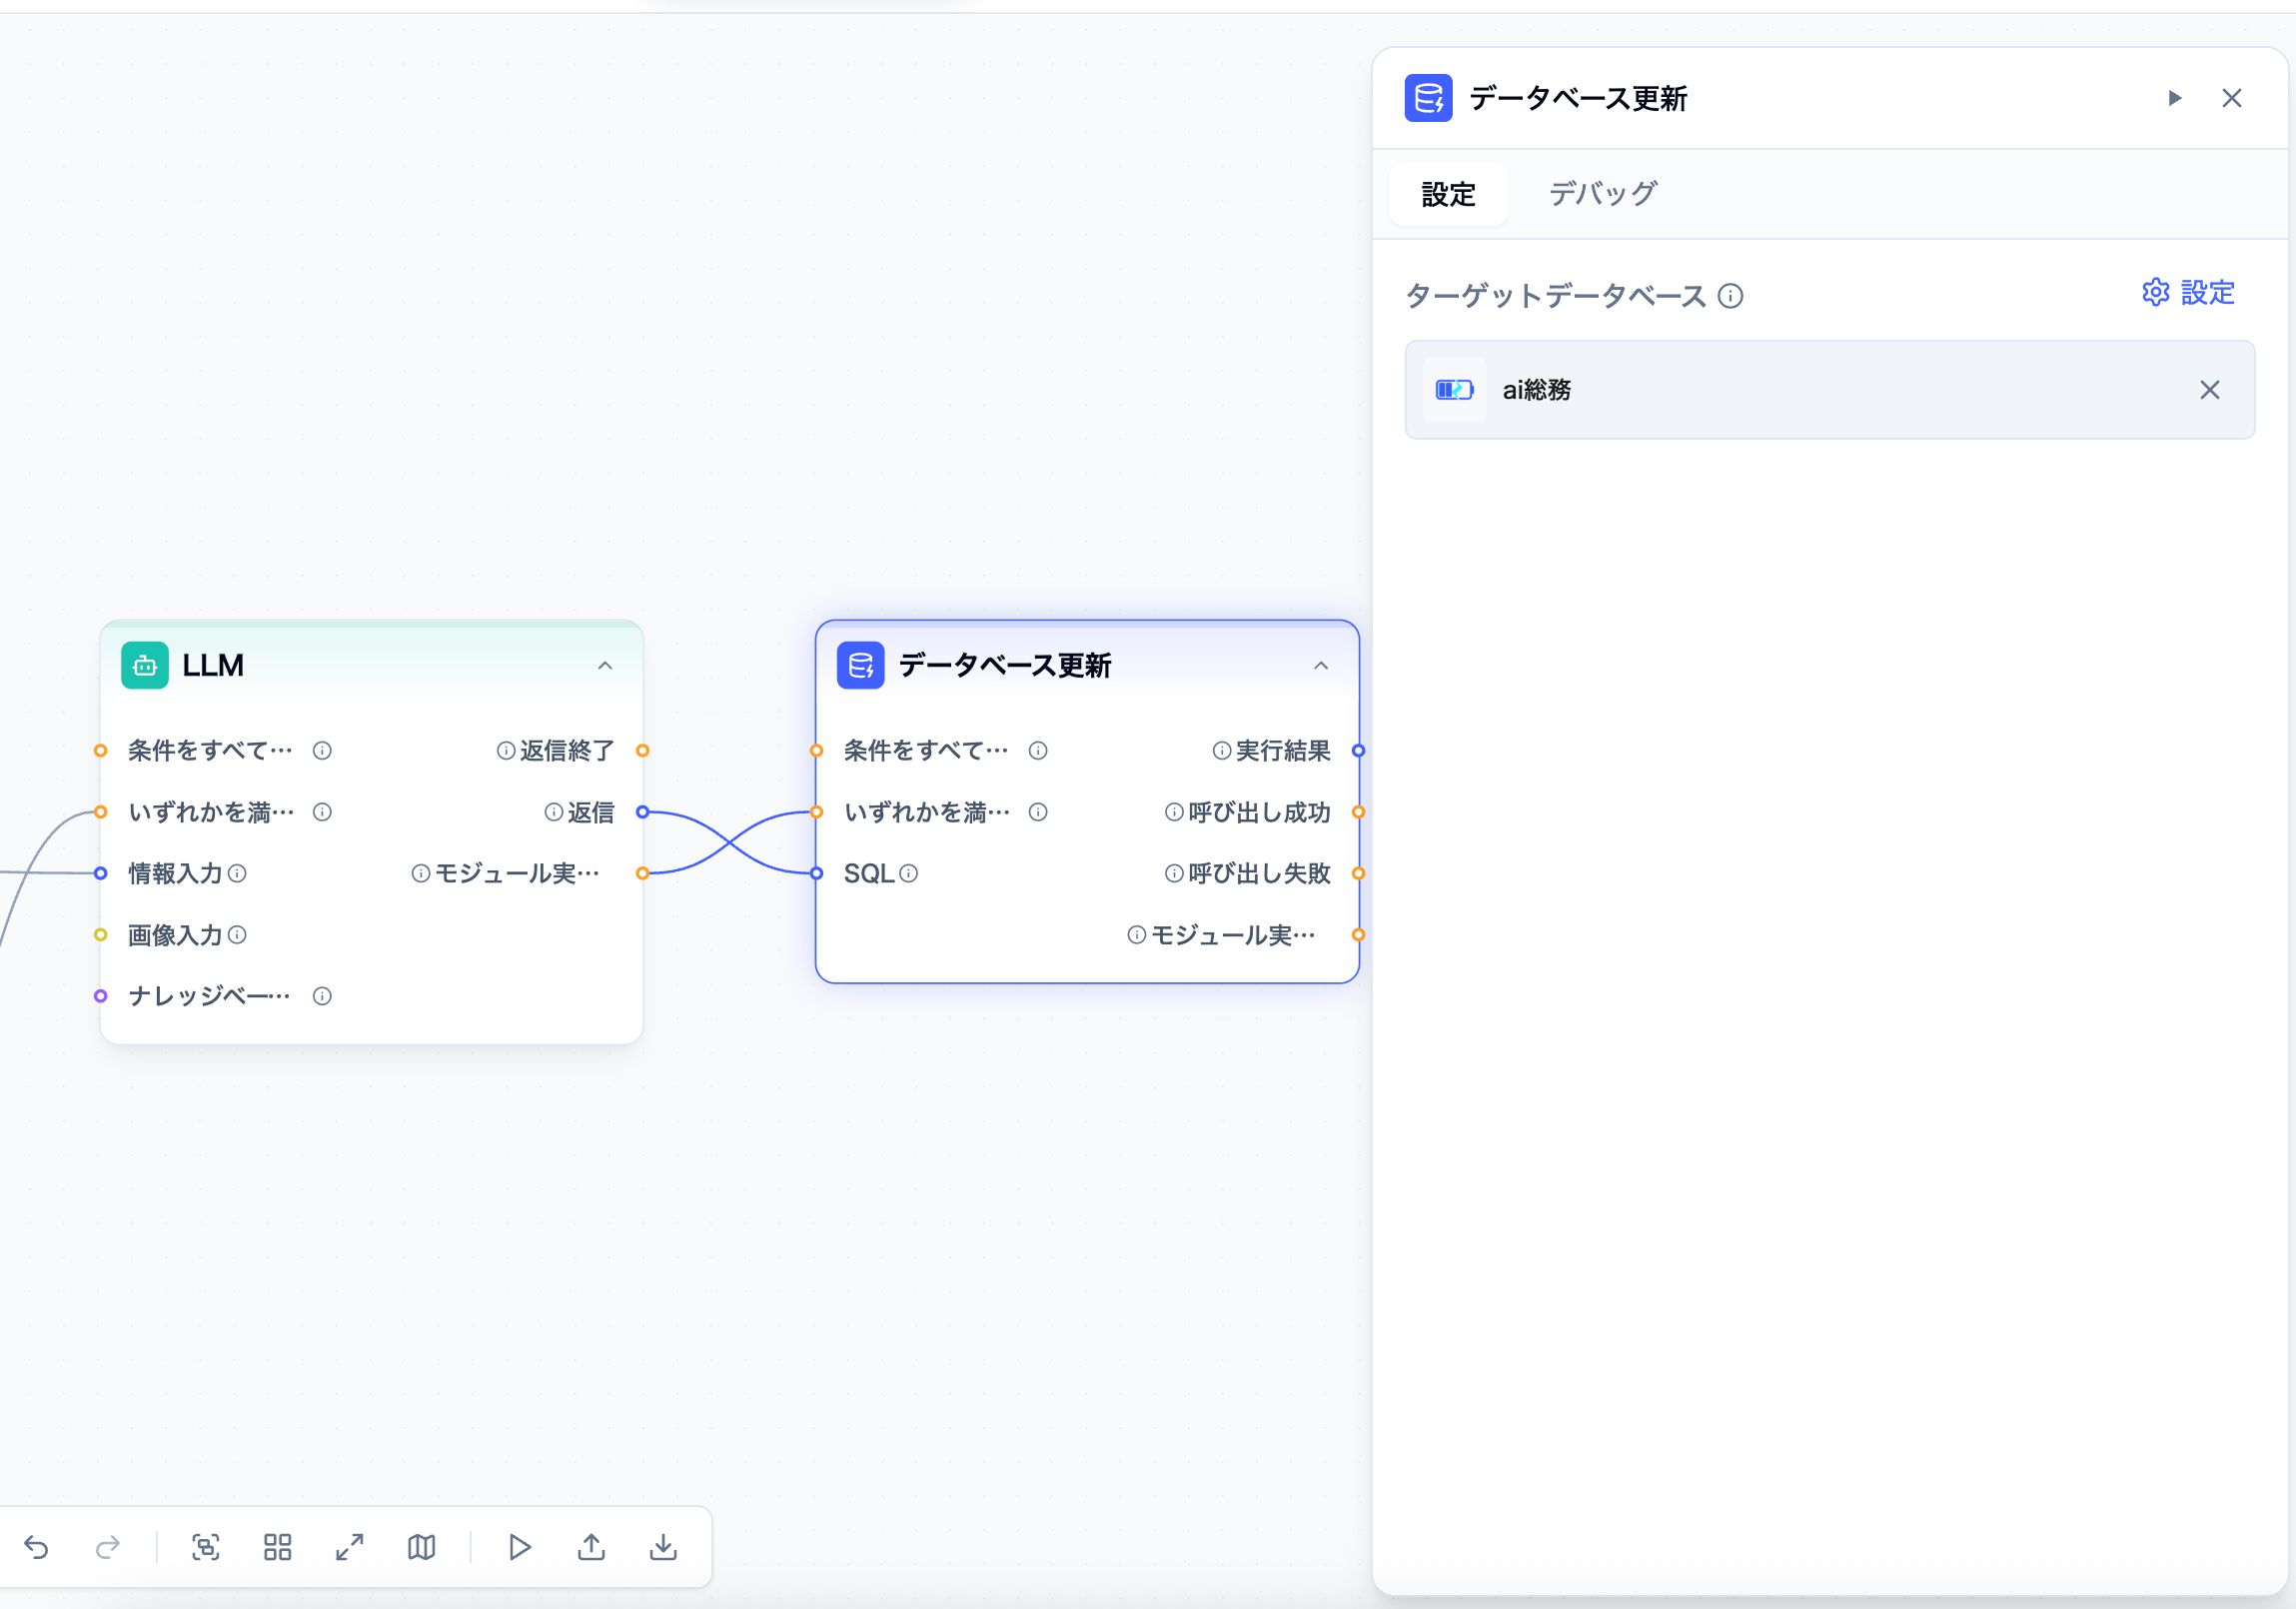 データベース更新
設定
デバッグ
ターゲットデータベース
設定
ai総務
LLM
条件をすべて…
返信終了
いずれかを満…
返信
情報入力
モジュール実…
画像入力
ナレッジベー…
データベース更新
条件をすべて…
実行結果
いずれかを満…
呼び出し成功
SQL
呼び出し失敗
モジュール実…